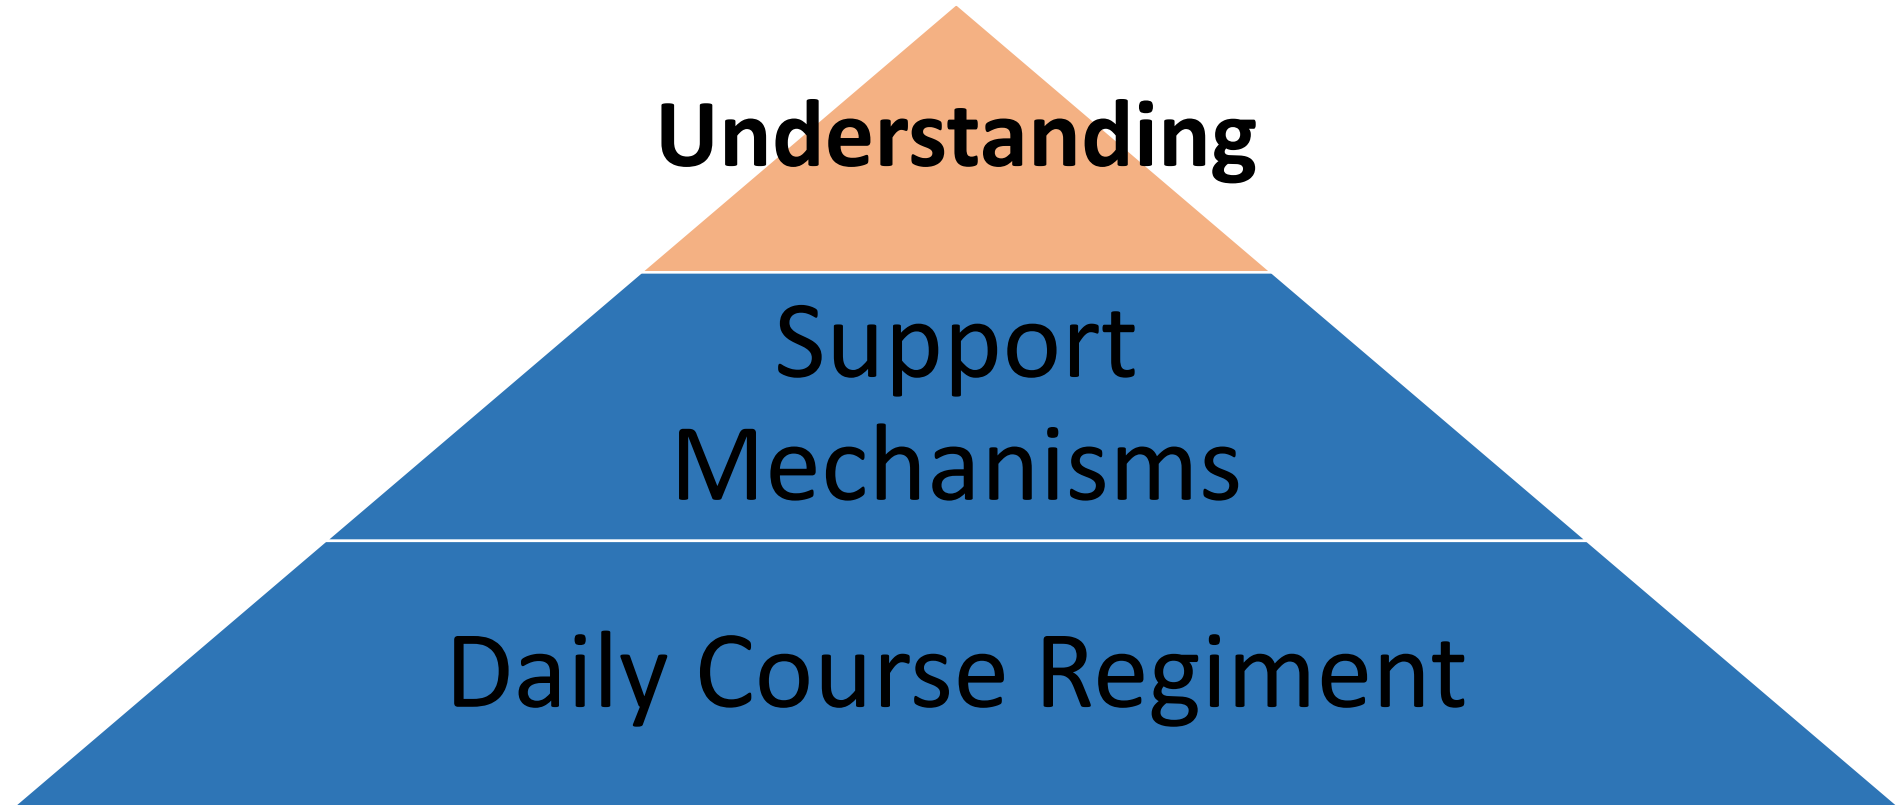 Understanding
Support
Mechanisms
Daily Course Regiment